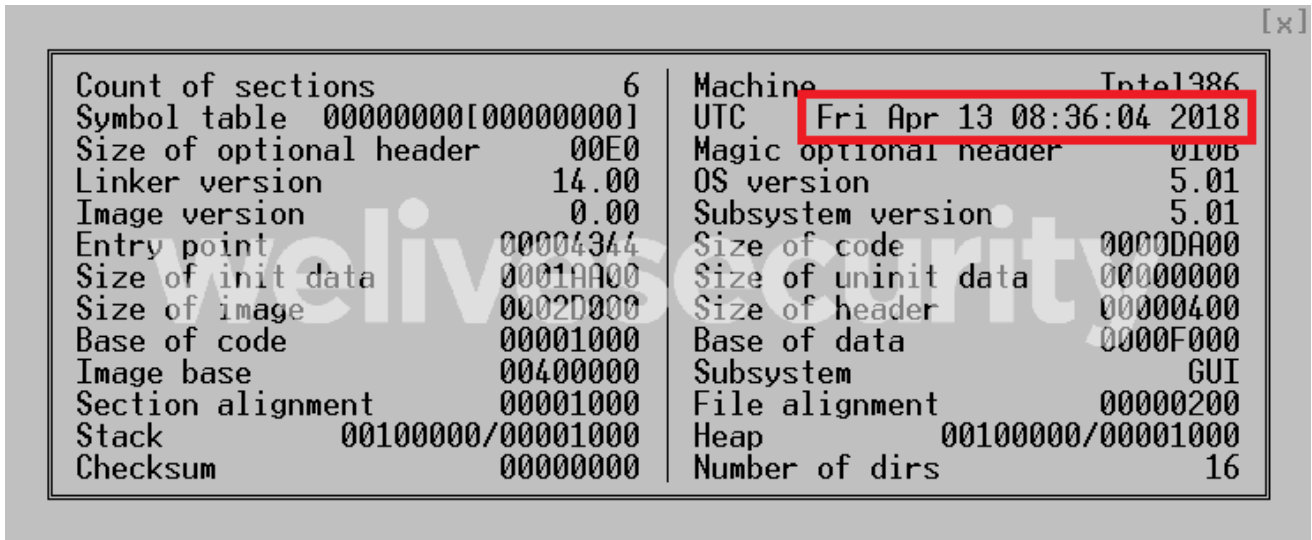 [x]
Count of sections 6 Machine Intel386
Symbol table 00000000[00000000] UTC Fri Apr 13 08:36:04 2018
Size of optional header 00E0 Magic optional header 010B
Linker version 14.00 OS version 5.01
Image version 0.00 Subsystem version 5.01
Entry point 00004344 Size of code 0000DA00
Size of init data 0001AA00 Size of uninit data 00000000
Size of image 0002D000 Size of header 00000400
Base of code 00001000 Base of data 0000F000
Image base 00400000 Subsystem GUI
Section alignment 00001000 File alignment 00000200
Stack 00100000/00001000 Heap 00100000/00001000
Checksum 00000000 Number of dirs 16
welivesecurity